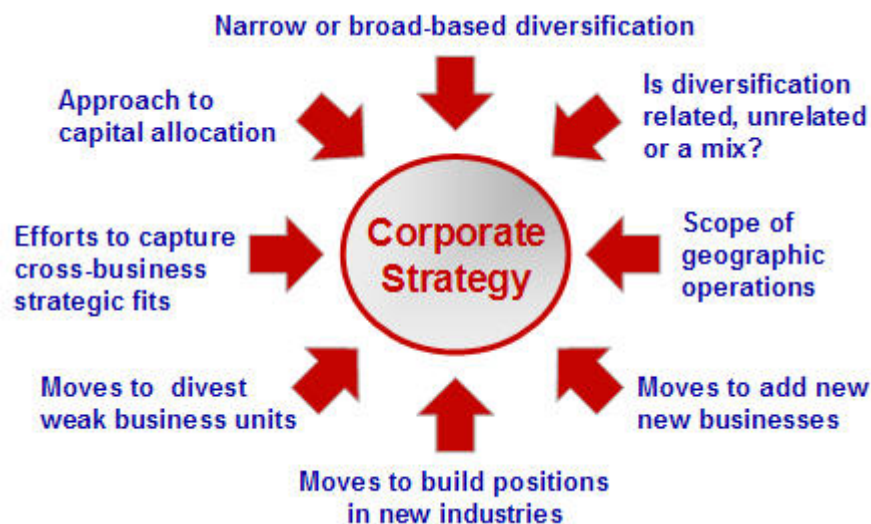 Narrow or broad-based diversification
Approach to
capital allocation
Is diversification
related, unrelated
or a mix?
Efforts to capture
cross-business
strategic fits
Corporate
Strategy
Scope of
geographic
operations
Moves to divest
weak business units
Moves to add new
new businesses
Moves to build positions
in new industries